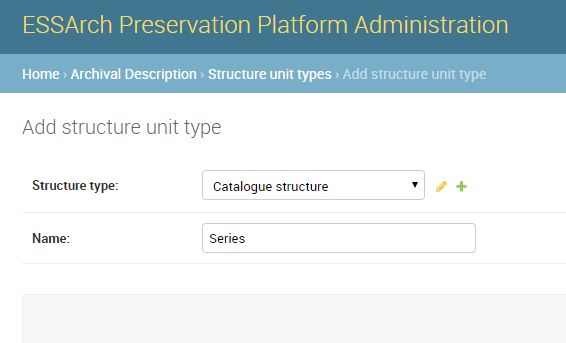 ESSArch Preservation Platform Administration
Home › Archival Description › Structure unit types › Add structure unit type
Add structure unit type
Structure type: Catalogue structure
Name: Series